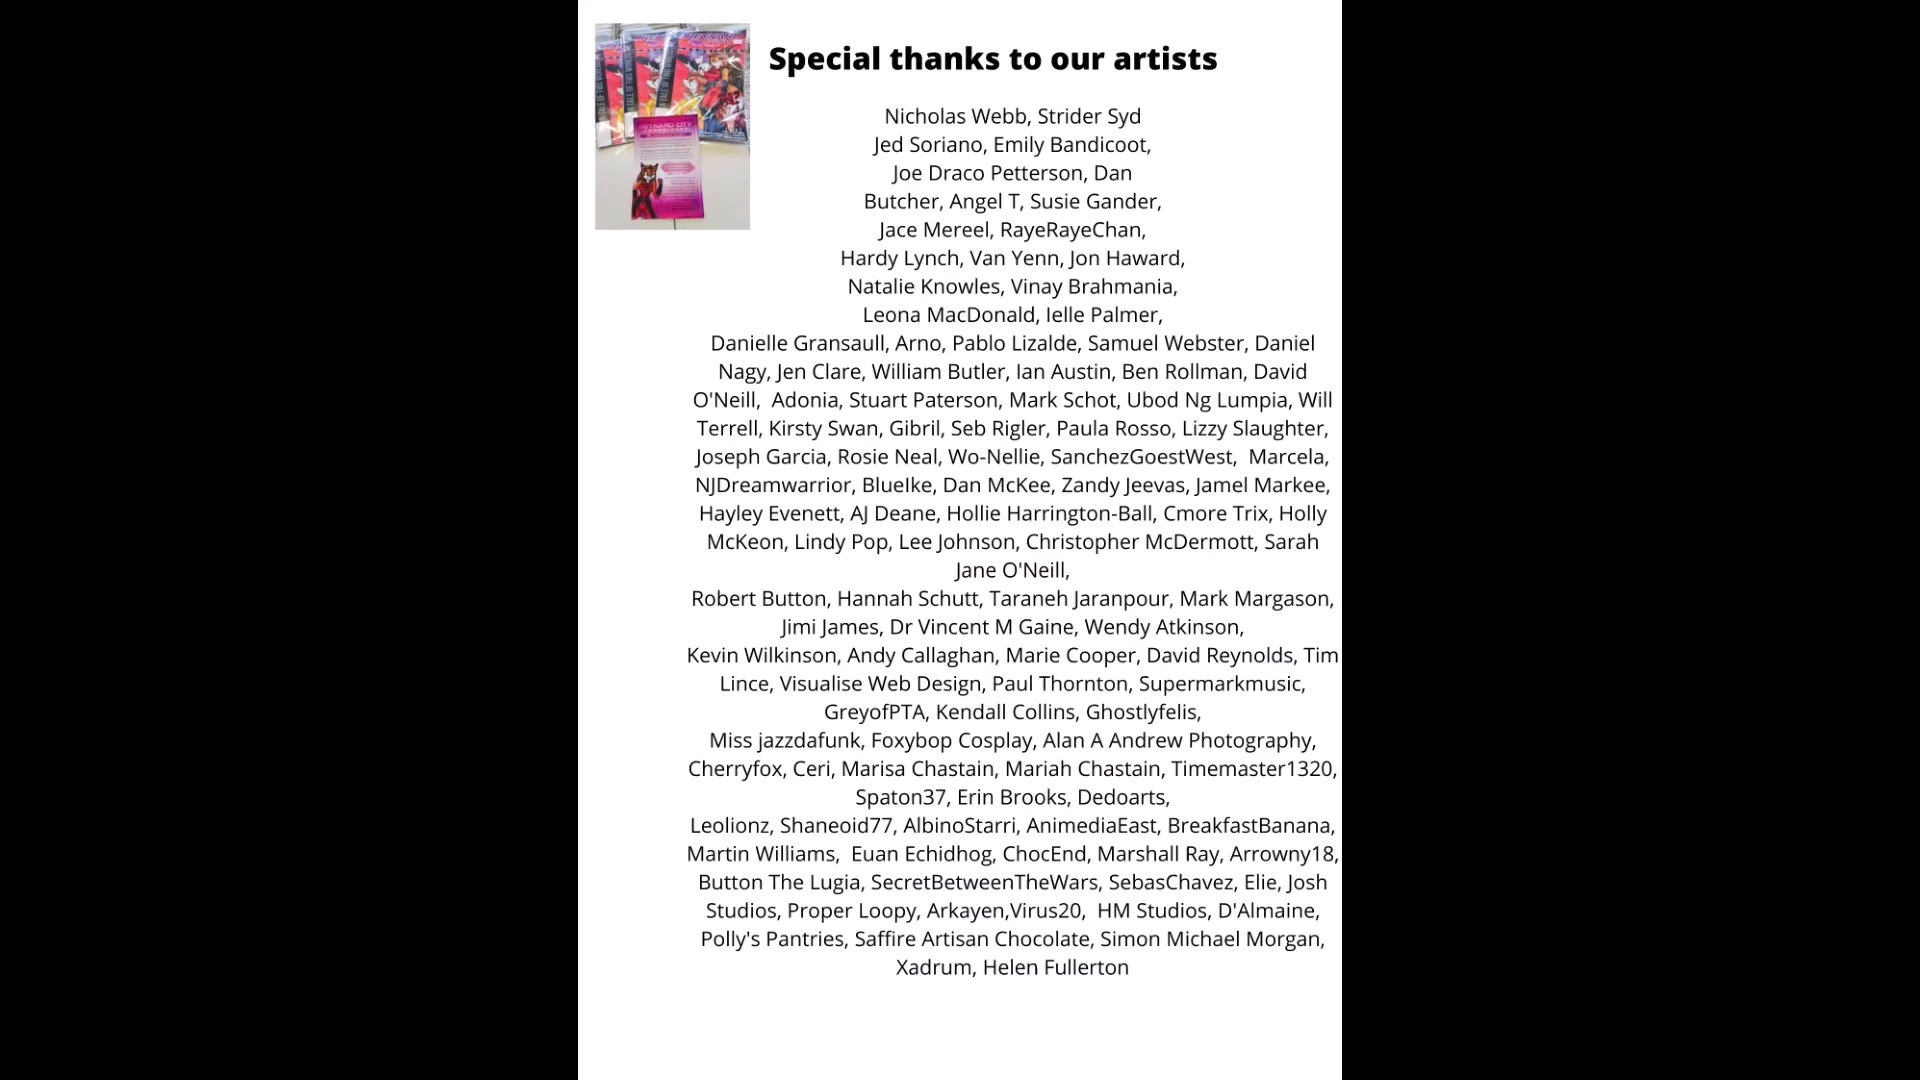 Special thanks to our artists
Nicholas Webb, Strider Syd
Jed Soriano, Emily Bandicoot,
Joe Draco Petterson, Dan
Butcher, Angel T, Susie Gander,
Jace Mereel, RayeRayeChan,
Hardy Lynch, Van Yenn, Jon Haward,
Natalie Knowles, Vinay Brahmania,
Leona MacDonald, Ielle Palmer,
Danielle Gransaull, Arno, Pablo Lizalde, Samuel Webster, Daniel
Nagy, Jen Clare, William Butler, Ian Austin, Ben Rollman, David
O'Neill,  Adonia, Stuart Paterson, Mark Schot, Ubod Ng Lumpia, Will
Terrell, Kirsty Swan, Gibril, Seb Rigler, Paula Rosso, Lizzy Slaughter,
Joseph Garcia, Rosie Neal, Wo-Nellie, SanchezGoestWest,  Marcela,
NJDreamwarrior, BlueIke, Dan McKee, Zandy Jeevas, Jamel Markee,
Hayley Evenett, AJ Deane, Hollie Harrington-Ball, Cmore Trix, Holly
McKeon, Lindy Pop, Lee Johnson, Christopher McDermott, Sarah
Jane O'Neill,
Robert Button, Hannah Schutt, Taraneh Jaranpour, Mark Margason,
Jimi James, Dr Vincent M Gaine, Wendy Atkinson,
Kevin Wilkinson, Andy Callaghan, Marie Cooper, David Reynolds, Tim
Lince, Visualise Web Design, Paul Thornton, Supermarkmusic,
GreyofPTA, Kendall Collins, Ghostlyfelis,
Miss jazzdafunk, Foxybop Cosplay, Alan A Andrew Photography,
Cherryfox, Ceri, Marisa Chastain, Mariah Chastain, Timemaster1320,
Spaton37, Erin Brooks, Dedoarts,
Leolionz, Shaneoid77, AlbinoStarri, AnimediaEast, BreakfastBanana,
Martin Williams,  Euan Echidhog, ChocEnd, Marshall Ray, Arrowny18,
Button The Lugia, SecretBetweenTheWars, SebasChavez, Elie, Josh
Studios, Proper Loopy, Arkayen,Virus20,  HM Studios, D'Almaine,
Polly's Pantries, Saffire Artisan Chocolate, Simon Michael Morgan,
Xadrum, Helen Fullerton